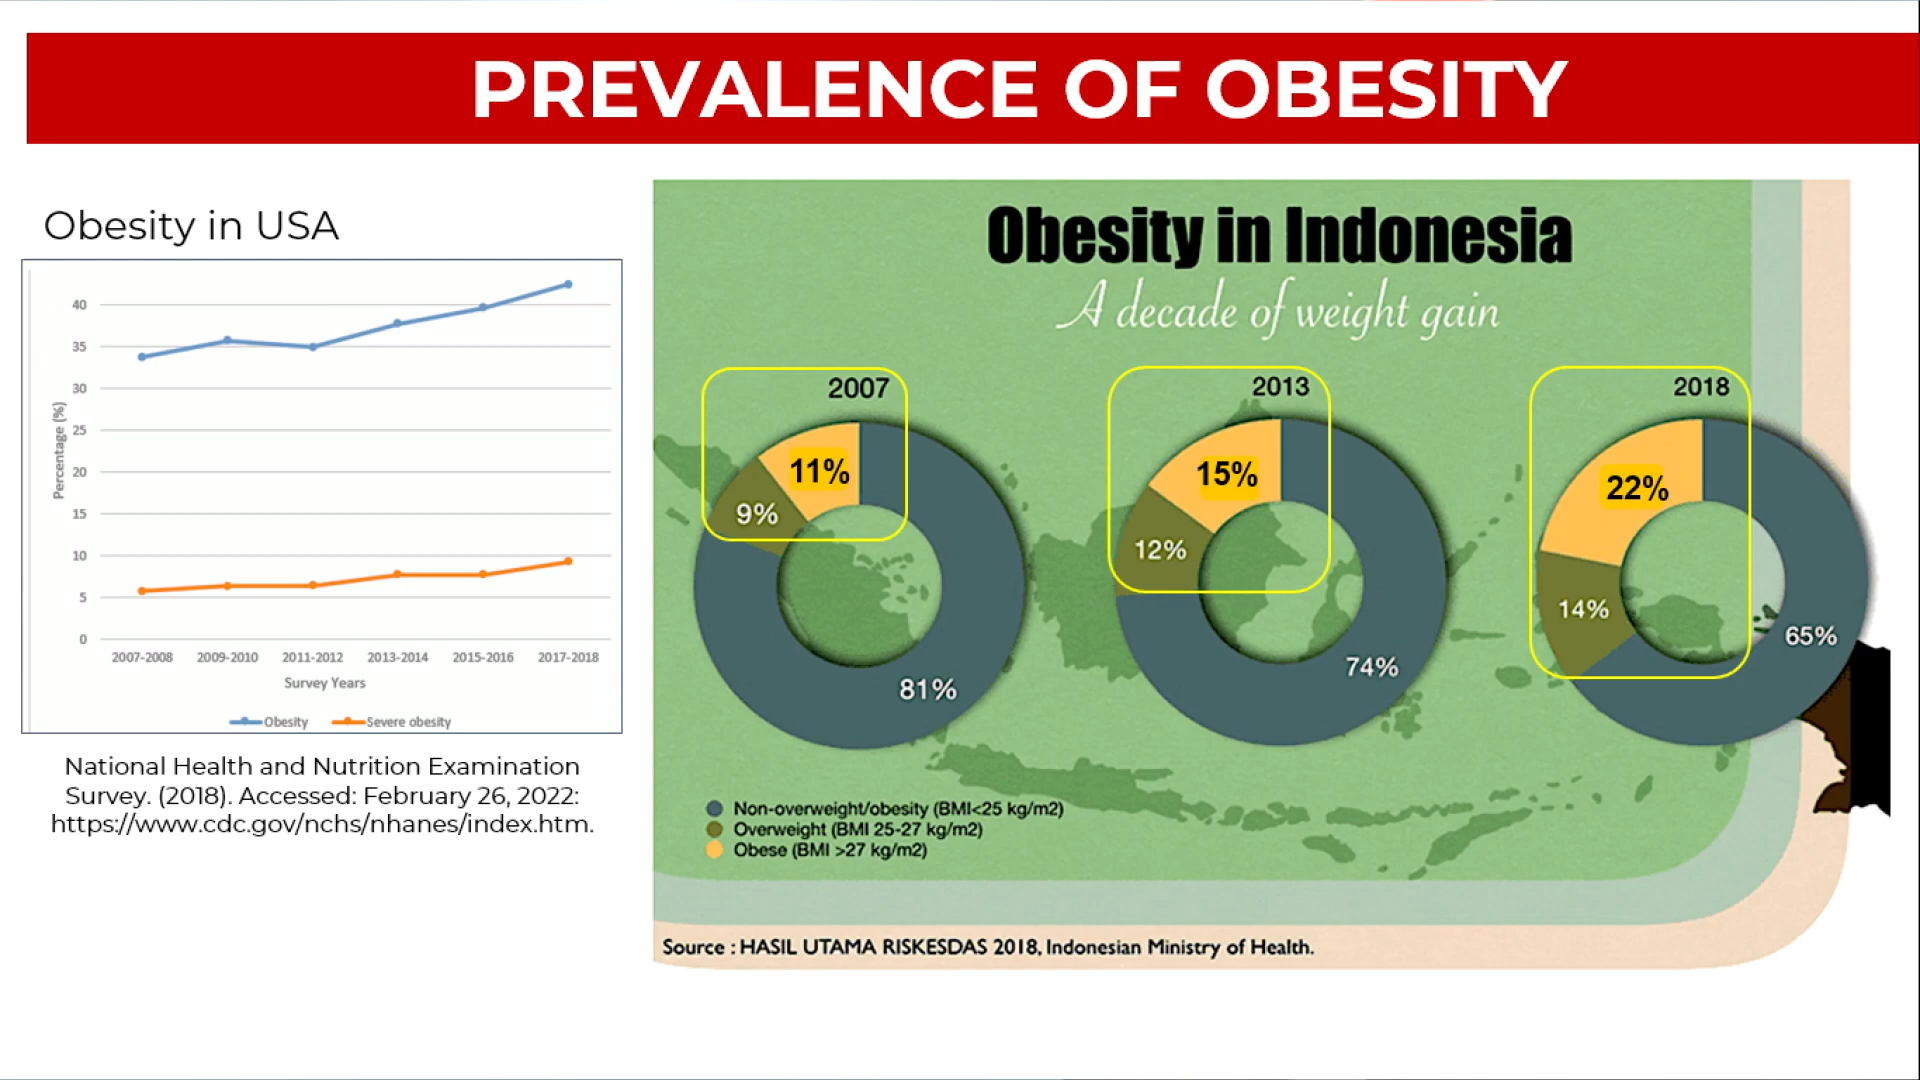 PREVALENCE OF OBESITY
Obesity in USA
40
35
30
25
20
15
10
5
0
Percentage (%)
2007-2008 2009-2010 2011-2012 2013-2014 2015-2016 2017-2018
Survey Years
Obesity Severe obesity
National Health and Nutrition Examination
Survey. (2018). Accessed: February 26, 2022:
https://www.cdc.gov/nchs/nhanes/index.htm.
Obesity in Indonesia
A decade of weight gain
2007
11%
9%
81%
2013
15%
12%
74%
2018
22%
14%
65%
Non-overweight/obesity (BMI<25 kg/m2)
Overweight (BMI 25-27 kg/m2)
Obese (BMI >27 kg/m2)
Source : HASIL UTAMA RISKESDAS 2018, Indonesian Ministry of Health.